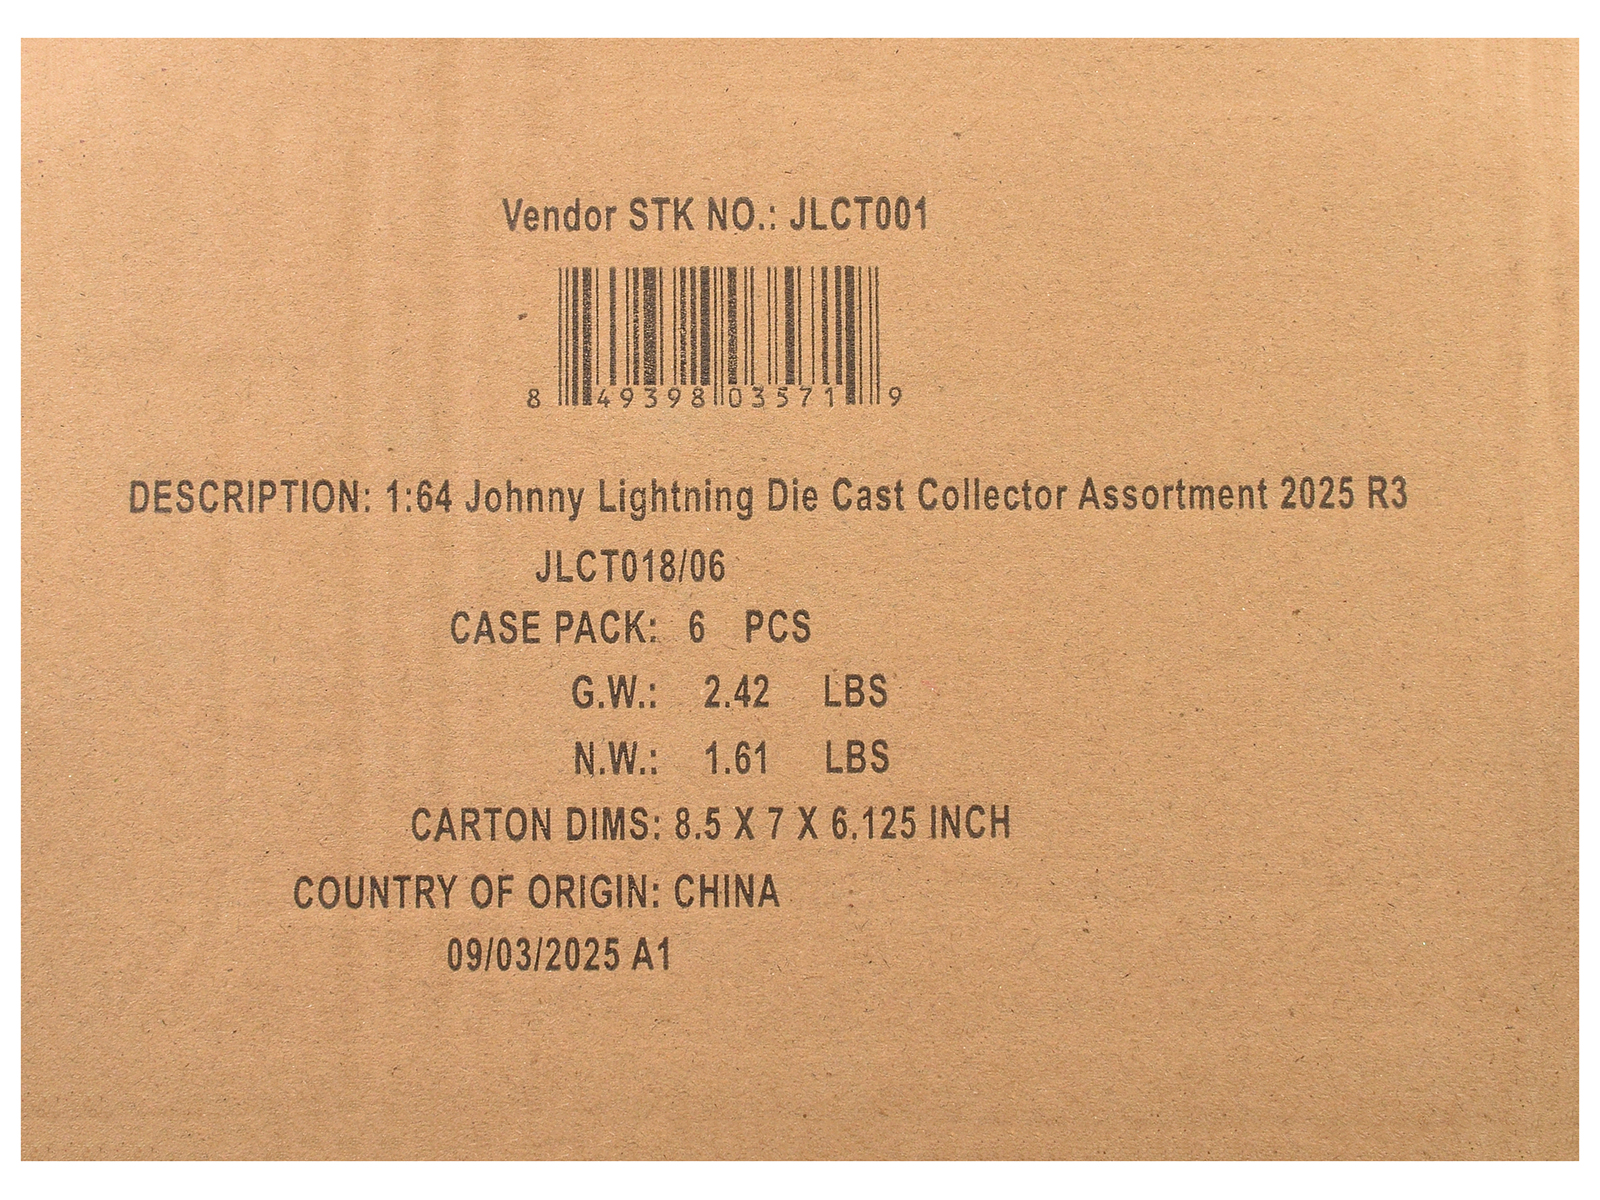 Vendor STK NO.: JLCT001
8 49398 03571 9
DESCRIPTION: 1:64 Johnny Lightning Die Cast Collector Assortment 2025 R3
JLCT018/06
CASE PACK: 6 PCS
G.W.: 2.42 LBS
N.W.: 1.61 LBS
CARTON DIMS: 8.5 X 7 X 6.125 INCH
COUNTRY OF ORIGIN: CHINA
09/03/2025 A1